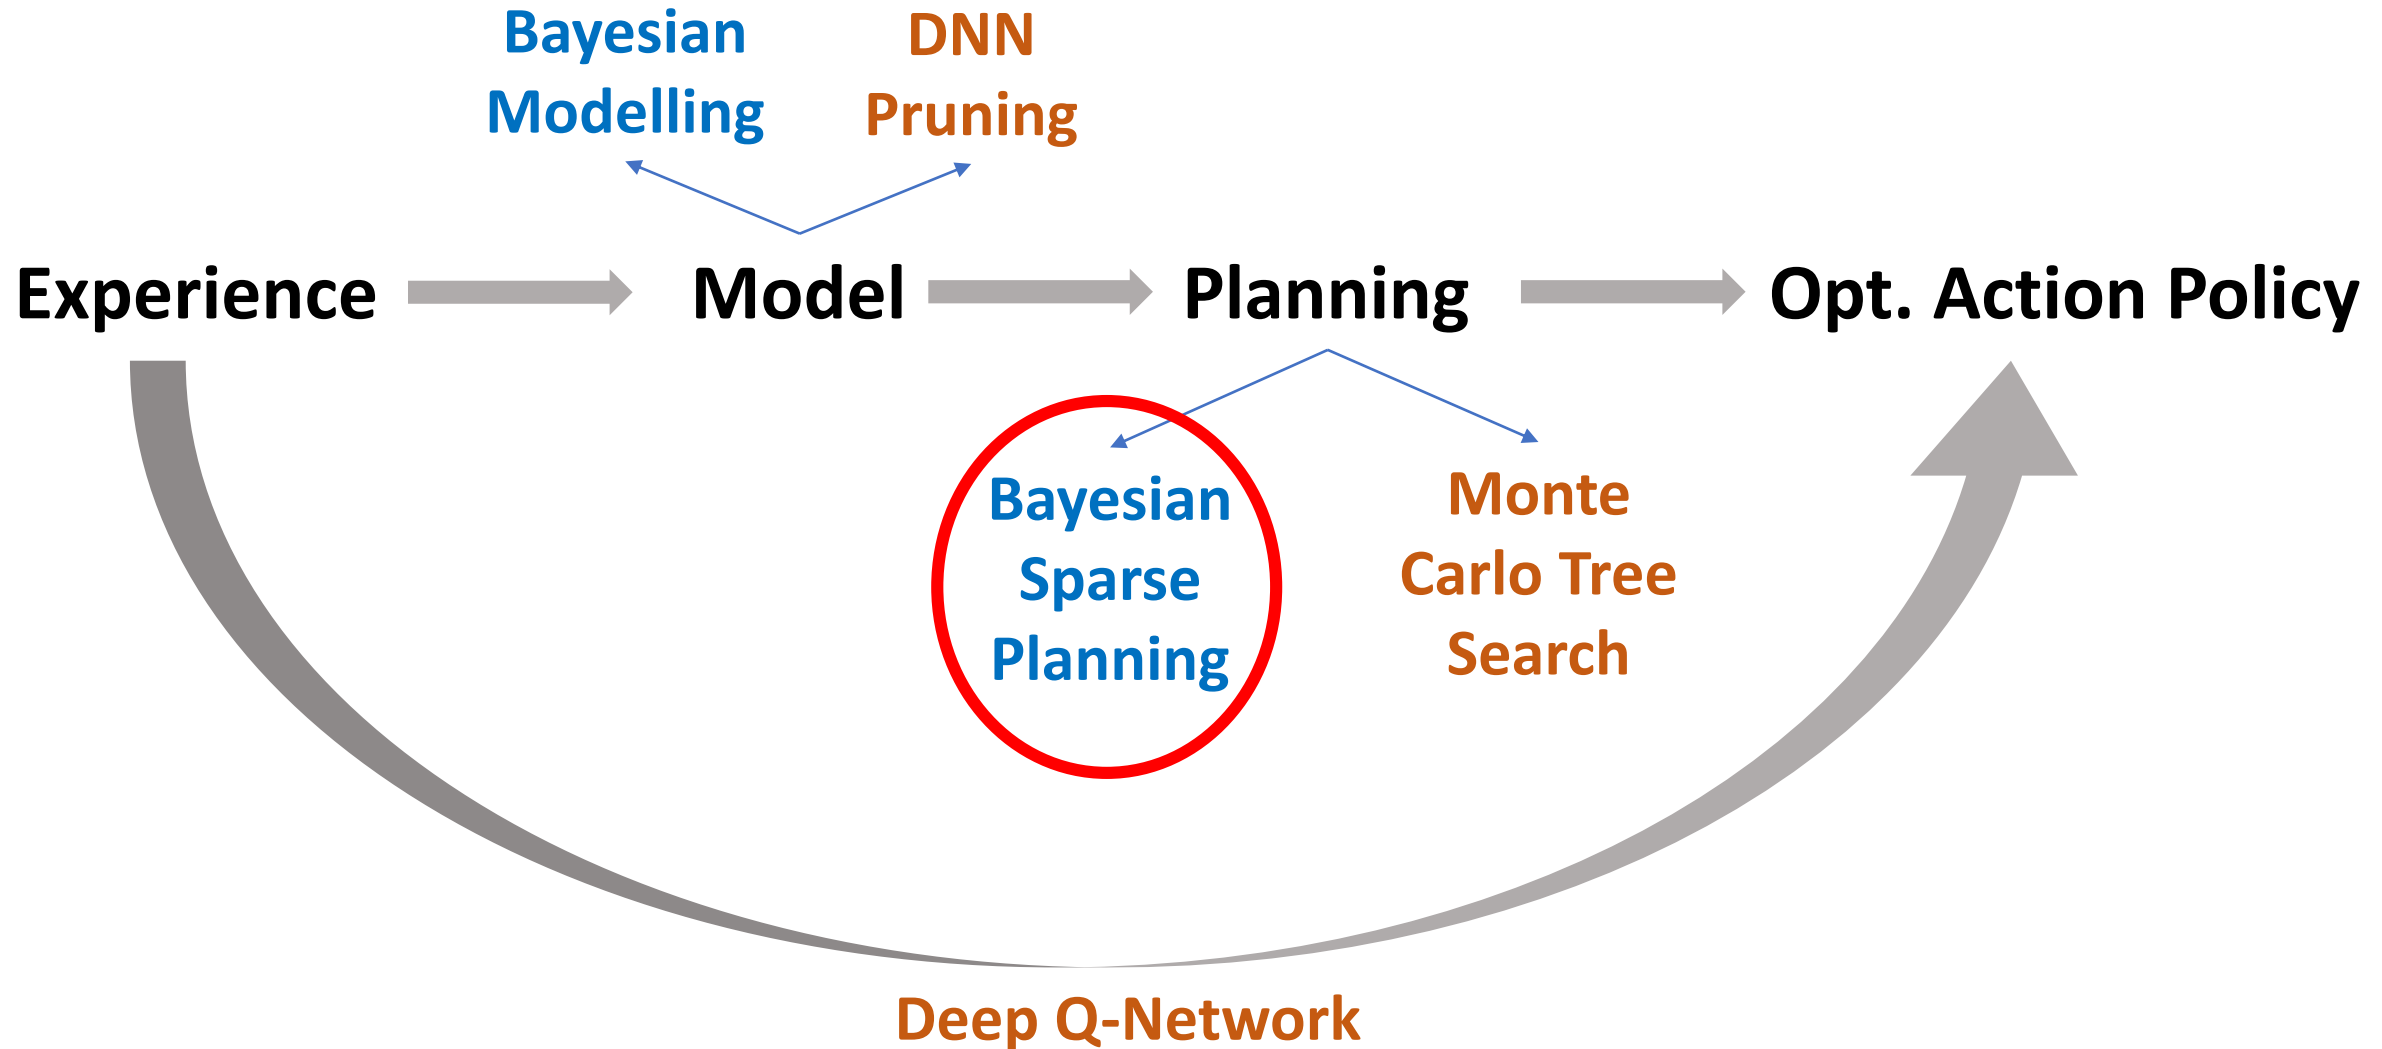 Bayesian
Modelling
DNN
Pruning
Experience
Model
Planning
Opt. Action Policy
Bayesian
Sparse
Planning
Monte
Carlo Tree
Search
Deep Q-Network